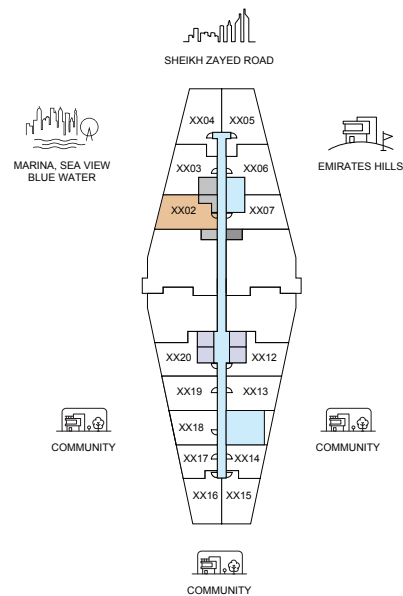 SHEIKH ZAYED ROAD
MARINA, SEA VIEW
BLUE WATER
EMIRATES HILLS
XX04
XX05
XX03
XX06
XX02
XX07
XX20
XX12
XX19
XX13
XX18
XX17
XX14
XX16
XX15
COMMUNITY
COMMUNITY
COMMUNITY